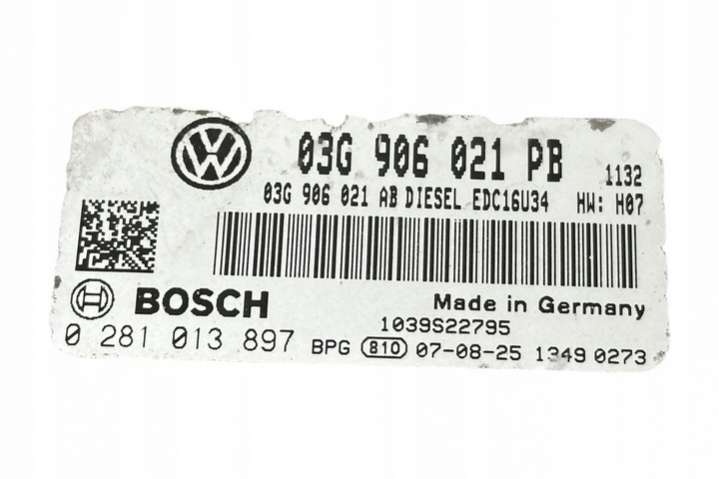 03G 906 021 PB 1132
03G 906 021 AB DIESEL EDC16U34 HW: H07
BOSCH Made in Germany
1039S22795
0 281 013 897 BPG 810 07-08-25 1349 0273